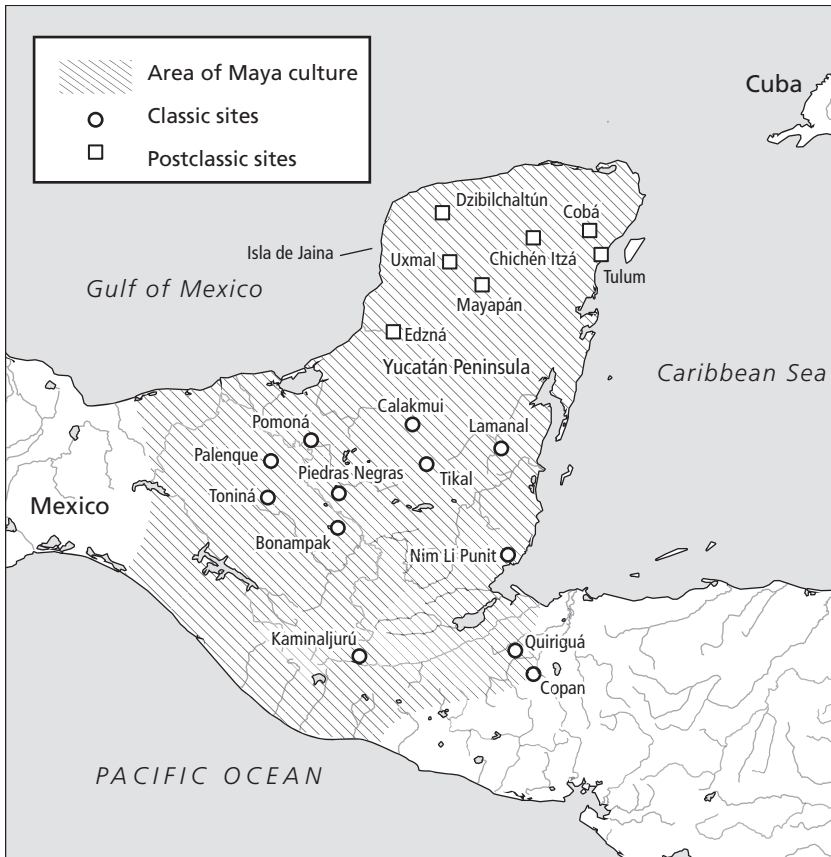 Area of Maya culture
Classic sites
Postclassic sites
Cuba
Dzibilchaltún
Cobá
Isla de Jaina
Uxmal
Chichén Itzá
Tulum
Gulf of Mexico
Mayapán
Edzná
Yucatán Peninsula
Caribbean Sea
Calakmui
Pomoná
Lamanal
Palenque
Piedras Negras
Tikal
Toniná
Mexico
Bonampak
Nim Li Punit
Kaminaljurú
Quiriguá
Copan
PACIFIC OCEAN